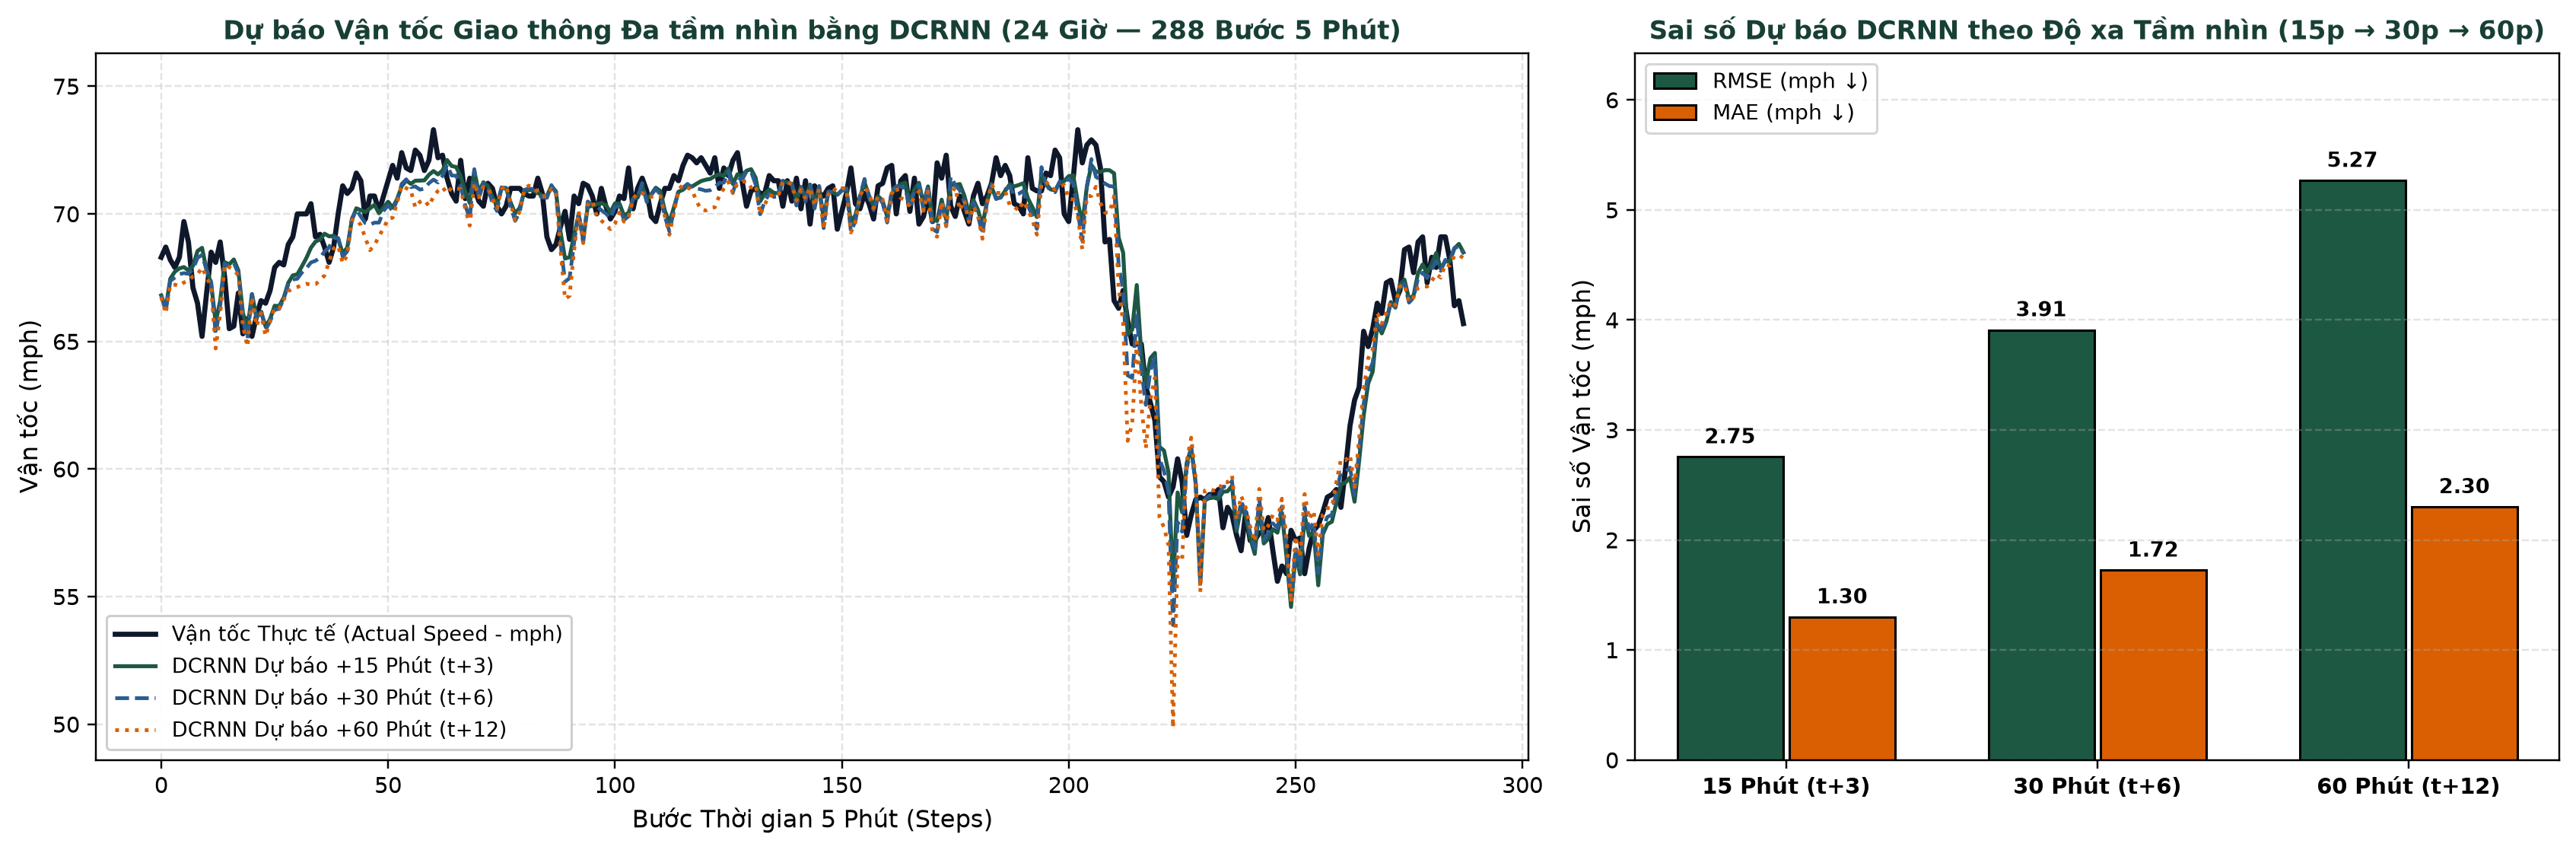 Dự báo Vận tốc Giao thông Đa tầm nhìn bằng DCRNN (24 Giờ — 288 Bước 5 Phút)
Vận tốc (mph)
75
70
65
60
55
50
Vận tốc Thực tế (Actual Speed - mph)
DCRNN Dự báo +15 Phút (t+3)
DCRNN Dự báo +30 Phút (t+6)
DCRNN Dự báo +60 Phút (t+12)
0 50 100 150 200 250 300
Bước Thời gian 5 Phút (Steps)
Sai số Dự báo DCRNN theo Độ xa Tầm nhìn (15p → 30p → 60p)
Sai số Vận tốc (mph)
6
5
4
3
2
1
0
RMSE (mph ↓)
MAE (mph ↓)
2.75
1.30
3.91
1.72
5.27
2.30
15 Phút (t+3) 30 Phút (t+6) 60 Phút (t+12)